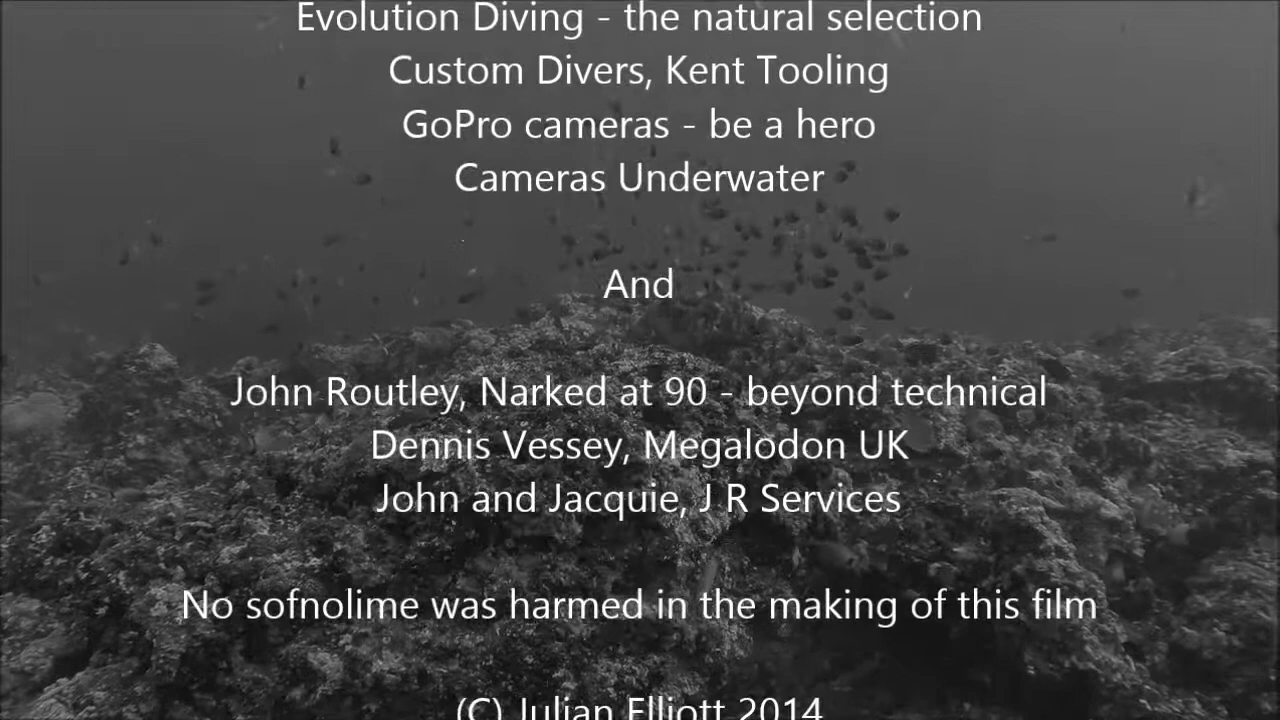 Evolution Diving - the natural selection
Custom Divers, Kent Tooling
GoPro cameras - be a hero
Cameras Underwater
And
John Routley, Narked at 90 - beyond technical
Dennis Vessey, Megalodon UK
John and Jacquie, J R Services
No sofnolime was harmed in the making of this film
(C) Julian Elliott 2014